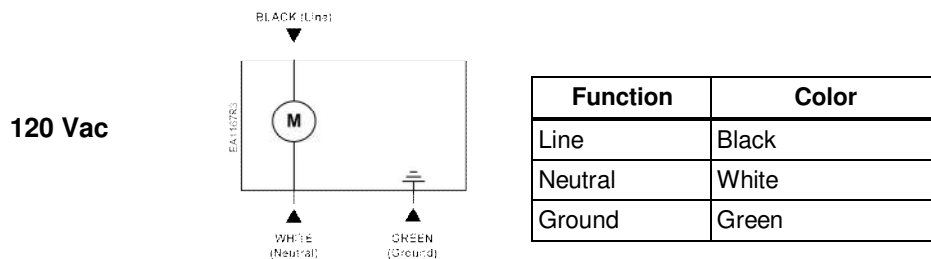 BLACK (Line)
120 Vac
EA1167R3
M
WHITE
(Neutral)
GREEN
(Ground)
Function Color
Line Black
Neutral White
Ground Green